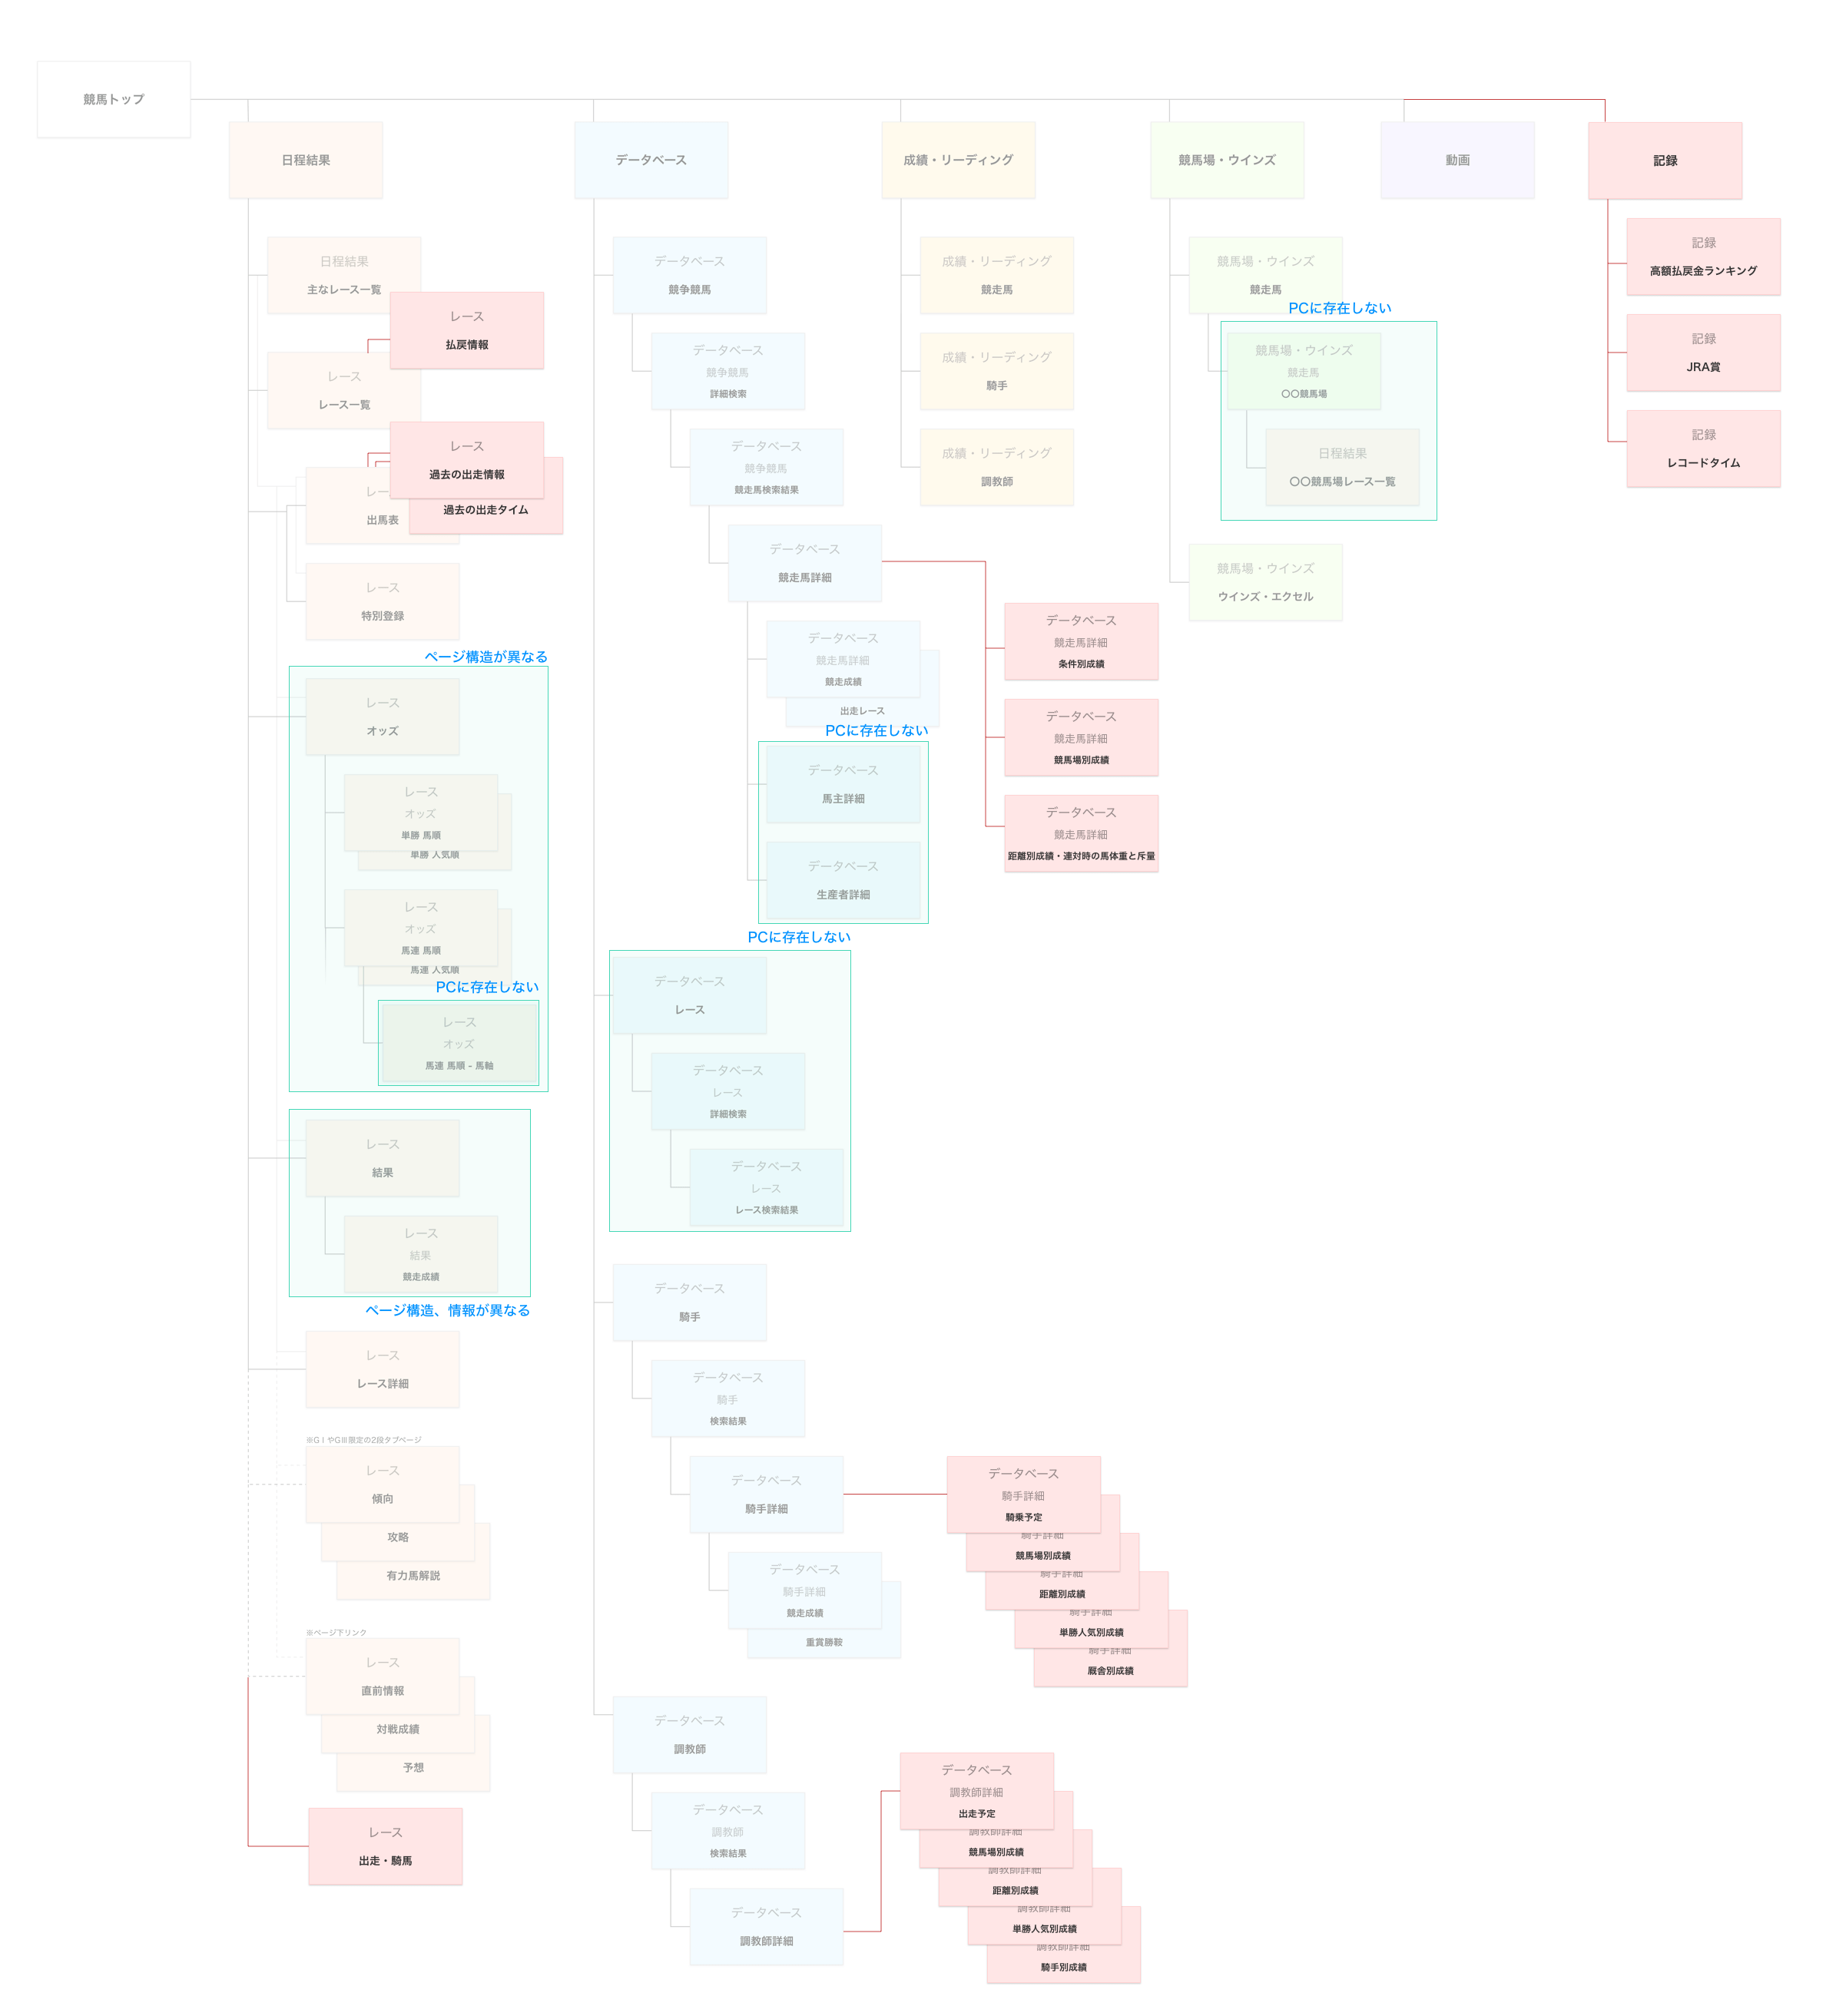 競馬トップ
日程結果
データベース
成績・リーディング
競馬場・ウインズ
動画
記録
日程結果
主なレース一覧
レース
払戻情報
レース
レース一覧
レース
過去の出走情報
過去の出走タイム
レー
出馬表
レース
特別登録
ページ構造が異なる
レース
オッズ
レース
オッズ
単勝 馬順
単勝 人気順
レース
オッズ
馬連 馬順
馬連 人気順
PCに存在しない
レース
オッズ
馬連 馬順 - 馬軸
レース
結果
レース
結果
競走成績
ページ構造、情報が異なる
レース
レース詳細
※GⅠやGⅢ限定の2段タブページ
レース
傾向
攻略
有力馬解説
※ページ下リンク
レース
直前情報
対戦成績
予想
レース
出走・騎馬
データベース
競争競馬
データベース
競争競馬
詳細検索
データベース
競争競馬
競走馬検索結果
データベース
競走馬詳細
データベース
競走馬詳細
競走成績
出走レース
PCに存在しない
データベース
馬主詳細
データベース
生産者詳細
データベース
競走馬詳細
条件別成績
データベース
競走馬詳細
競馬場別成績
データベース
競走馬詳細
距離別成績・連対時の馬体重と斤量
PCに存在しない
データベース
レース
データベース
レース
詳細検索
データベース
レース
レース検索結果
データベース
騎手
データベース
騎手
検索結果
データベース
騎手詳細
データベース
騎手詳細
競走成績
重賞勝鞍
データベース
騎手詳細
騎乗予定
騎手詳細
競馬場別成績
騎手詳細
距離別成績
騎手詳細
単勝人気別成績
騎手詳細
厩舎別成績
データベース
調教師
データベース
調教師
検索結果
データベース
調教師詳細
データベース
調教師詳細
出走予定
調教師詳細
競馬場別成績
調教師詳細
距離別成績
調教師詳細
単勝人気別成績
調教師詳細
騎手別成績
成績・リーディング
競走馬
成績・リーディング
騎手
成績・リーディング
調教師
競馬場・ウインズ
競走馬
PCに存在しない
競馬場・ウインズ
競走馬
〇〇競馬場
日程結果
〇〇競馬場レース一覧
競馬場・ウインズ
ウインズ・エクセル
記録
高額払戻金ランキング
記録
JRA賞
記録
レコードタイム